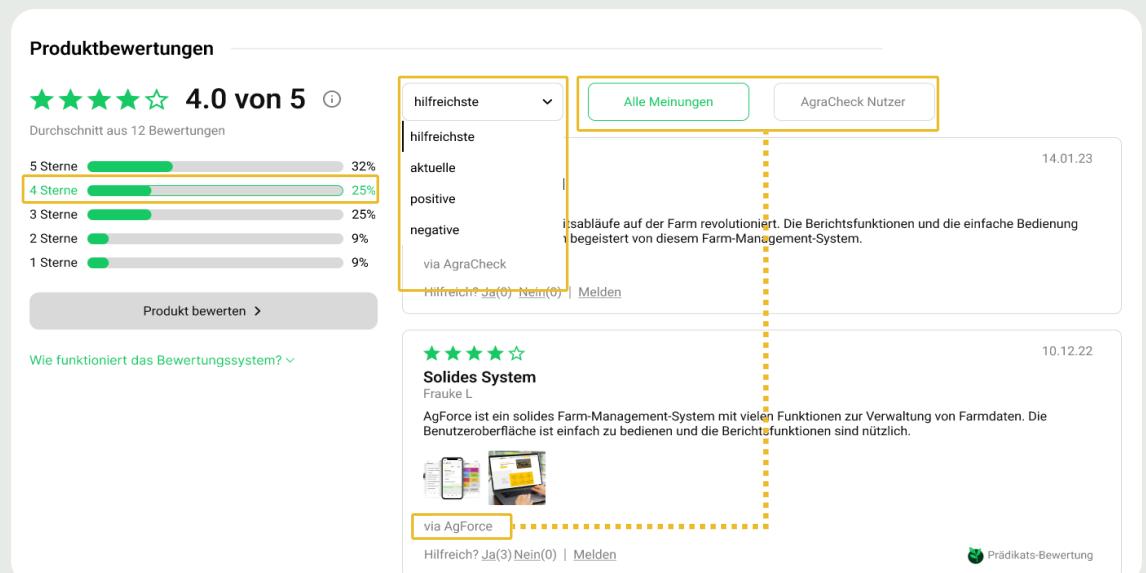 Produktbewertungen
4.0 von 5
Durchschnitt aus 12 Bewertungen
5 Sterne 32%
4 Sterne 25%
3 Sterne 25%
2 Sterne 9%
1 Sterne 9%
Produkt bewerten
Wie funktioniert das Bewertungssystem?
hilfreichste
hilfreichste
aktuelle
positive
negative
via AgraCheck
Alle Meinungen
AgraCheck Nutzer
14.01.23
auf der Farm revolutioniert. Die Berichtsfunktionen und die einfache Bedienung
begeistert von diesem Farm-Management-System.
Hilfreich? Ja(0) Nein(0) | Melden
10.12.22
Solides System
Frauke L
AgForce ist ein solides Farm-Management-System mit vielen Funktionen zur Verwaltung von Farmdaten. Die
Benutzeroberfläche ist einfach zu bedienen und die Berichtsfunktionen sind nützlich.
via AgForce
Hilfreich? Ja(3) Nein(0) | Melden
Prädikats-Bewertung